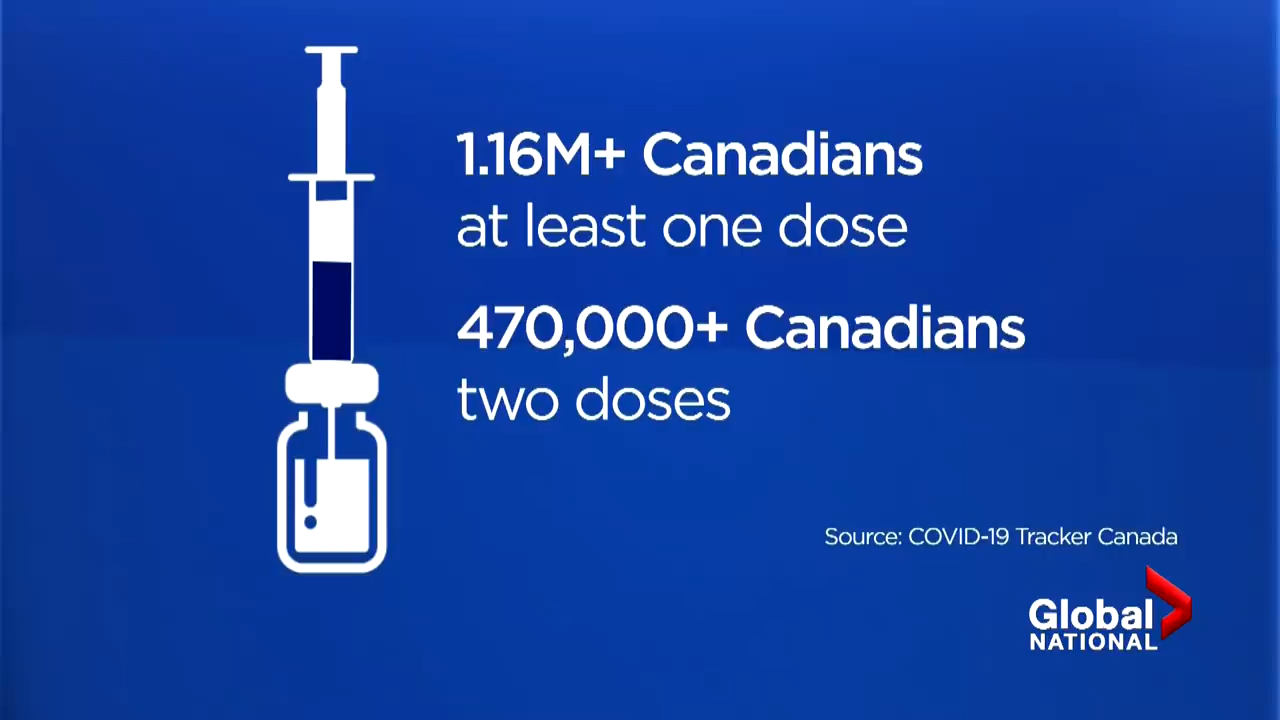 1.16M+ Canadians
at least one dose
470,000+ Canadians
two doses
Source: COVID-19 Tracker Canada
Global
NATIONAL